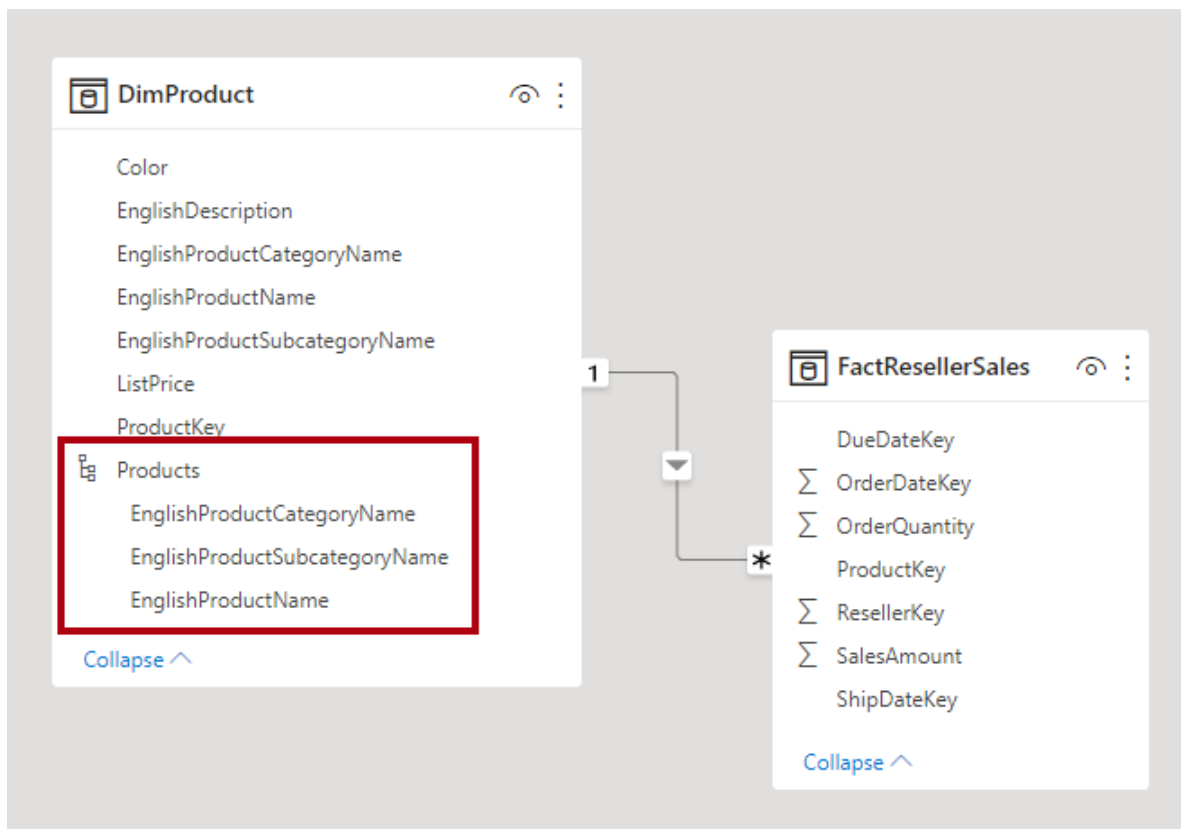 DimProduct
Color
EnglishDescription
EnglishProductCategoryName
EnglishProductName
EnglishProductSubcategoryName
ListPrice
ProductKey
Products
EnglishProductCategoryName
EnglishProductSubcategoryName
EnglishProductName
Collapse
1
*
FactResellerSales
DueDateKey
∑ OrderDateKey
∑ OrderQuantity
ProductKey
∑ ResellerKey
∑ SalesAmount
ShipDateKey
Collapse